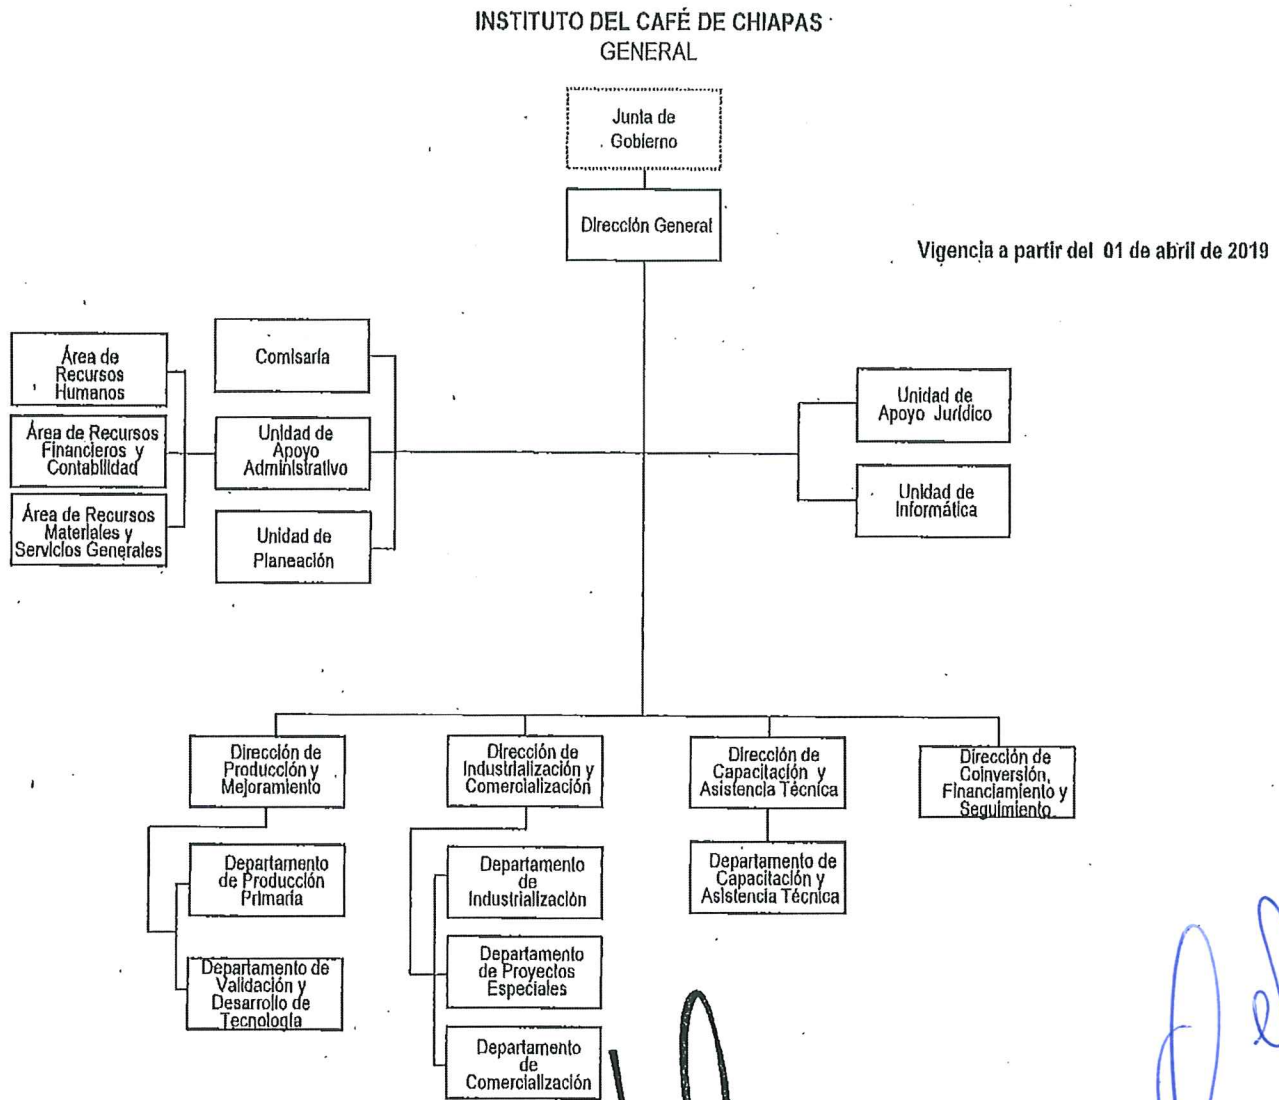 INSTITUTO DEL CAFÉ DE CHIAPAS
GENERAL
Junta de
Gobierno
Dirección General
Vigencia a partir del 01 de abril de 2019
Área de
Recursos
Humanos
Área de Recursos
Financieros y
Contabilidad
Área de Recursos
Materiales y
Servicios Generales
Comisaría
Unidad de
Apoyo
Administrativo
Unidad de
Planeación
Unidad de
Apoyo Jurídico
Unidad de
Informática
Dirección de
Producción y
Mejoramiento
Departamento
de Producción
Primaria
Departamento de
Validación y
Desarrollo de
Tecnología
Dirección de
Industrialización y
Comercialización
Departamento
de
Industrialización
Departamento
de Proyectos
Especiales
Departamento
de
Comercialización
Dirección de
Capacitación y
Asistencia Técnica
Departamento de
Capacitación y
Asistencia Técnica
Dirección de
Coinversión,
Financiamiento y
Seguimiento